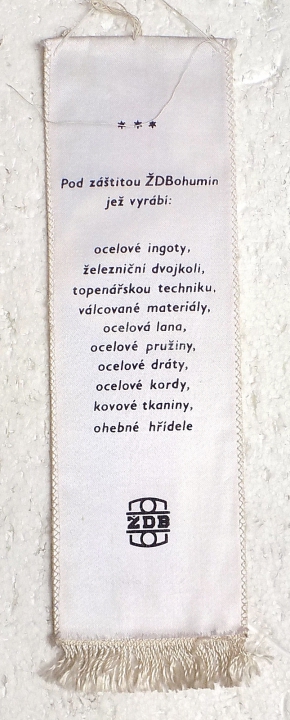 * * *
Pod záštitou ŽDBohumín
jež vyrábí:
ocelové ingoty,
železniční dvojkolí,
topenářskou techniku,
válcované materiály,
ocelová lana,
ocelové pružiny,
ocelové dráty,
ocelové kordy,
kovové tkaniny,
ohebné hřídele
ŽDB